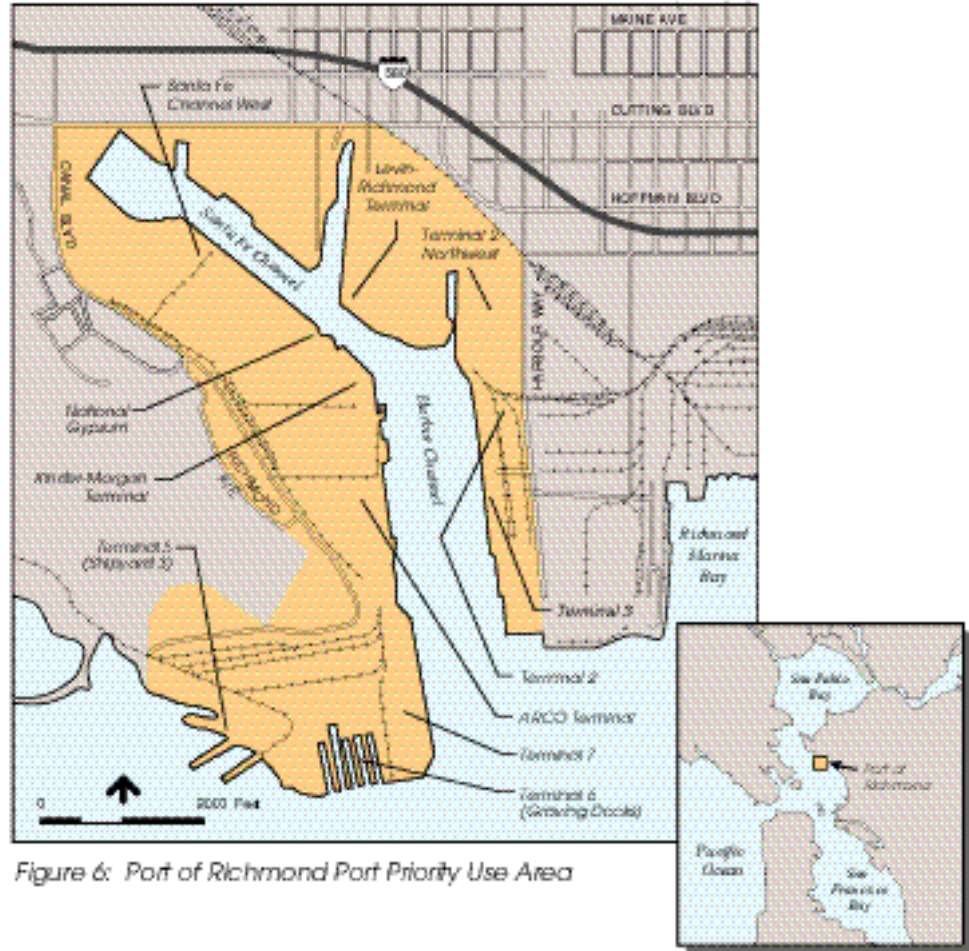 MAINE AVE
580
Santa Fe
Channel West
CUTTING BLVD
CANAL BLVD
Levin-
Richmond
Terminal
HOFFMAN BLVD
Santa Fe Channel
Terminal 2
Northwest
HARBOR WAY
National
Gypsum
Harbor Channel
Kinder-Morgan
Terminal
Terminal 5
(Shipyard 3)
Richmond
Marina
Bay
Terminal 3
Terminal 2
ARCO Terminal
Terminal 7
Terminal 6
(Graving Docks)
0
2000 Feet
San Pablo
Bay
Port of
Richmond
Pacific
Ocean
San
Francisco
Bay
Figure 6: Port of Richmond Port Priority Use Area